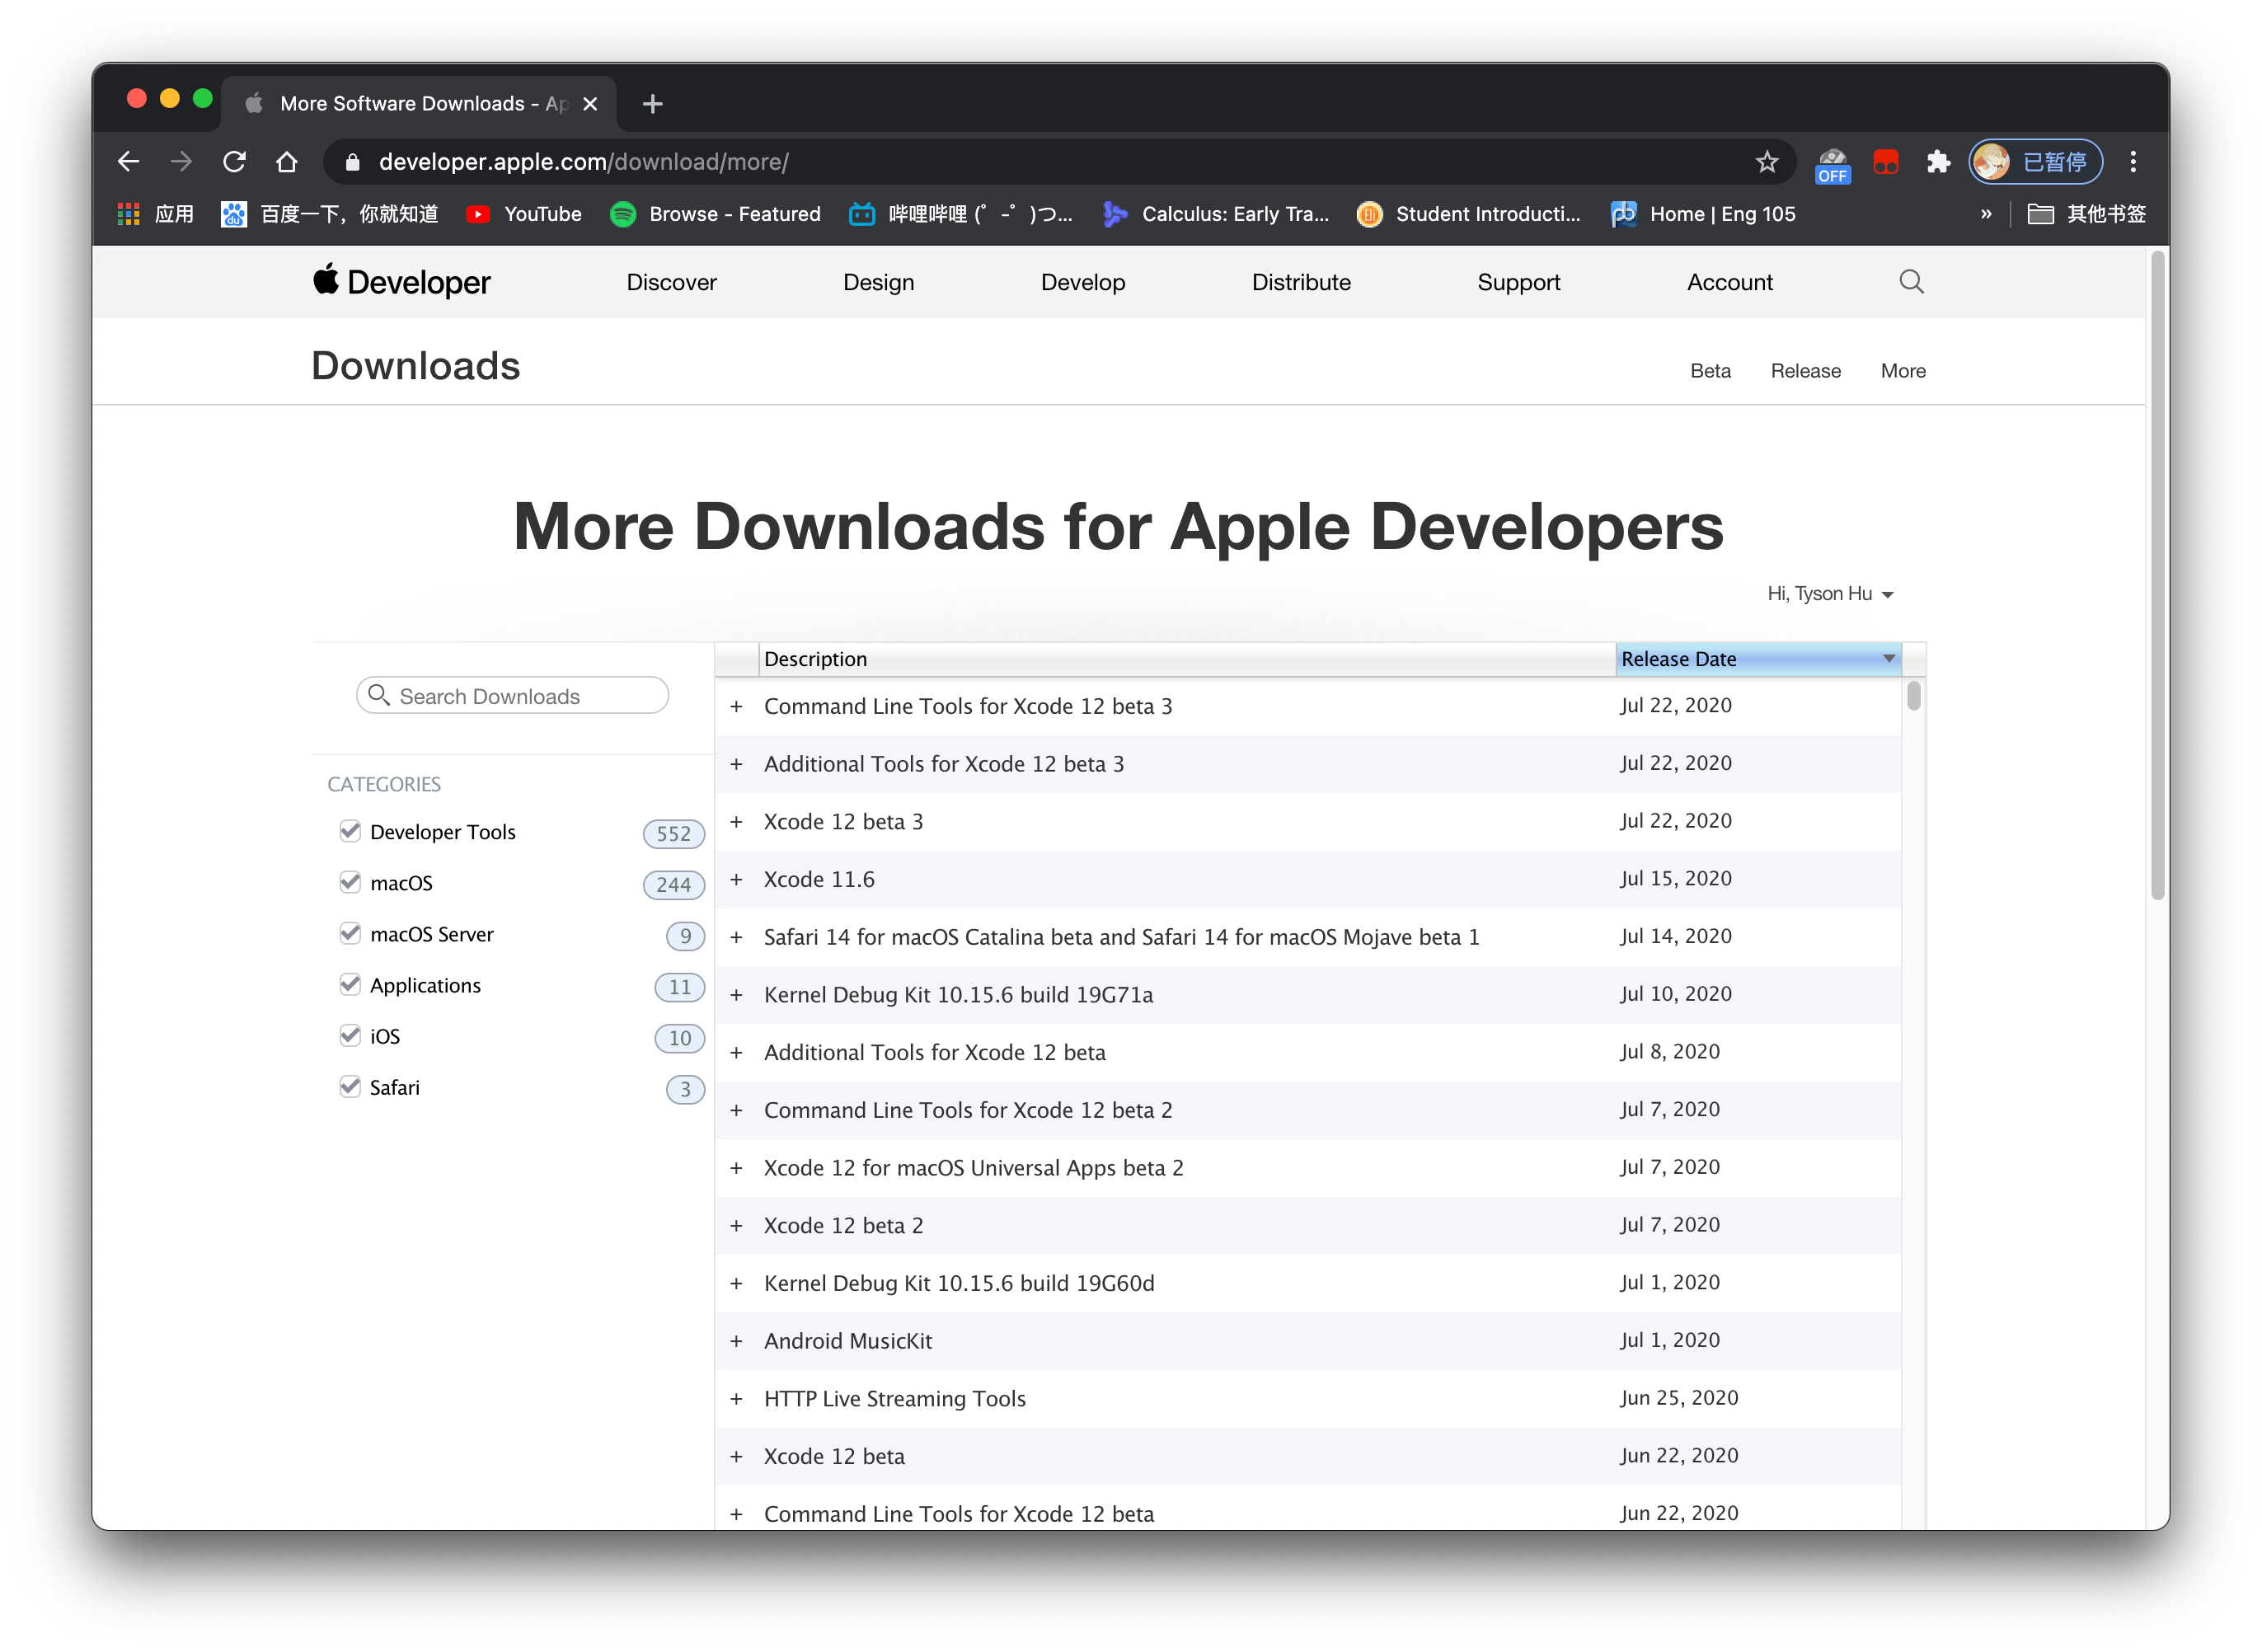 More Software Downloads - Ap
developer.apple.com/download/more/
OFF
已暂停
应用
du
百度一下，你就知道
YouTube
Browse - Featured
哔哩哔哩 (゜-゜)つ...
Calculus: Early Tra...
Student Introducti...
Home | Eng 105
»
其他书签
Developer
Discover
Design
Develop
Distribute
Support
Account
Downloads
Beta
Release
More
More Downloads for Apple Developers
Hi, Tyson Hu
Search Downloads
CATEGORIES
Developer Tools 552
macOS 244
macOS Server 9
Applications 11
iOS 10
Safari 3
Description Release Date
+ Command Line Tools for Xcode 12 beta 3 Jul 22, 2020
+ Additional Tools for Xcode 12 beta 3 Jul 22, 2020
+ Xcode 12 beta 3 Jul 22, 2020
+ Xcode 11.6 Jul 15, 2020
+ Safari 14 for macOS Catalina beta and Safari 14 for macOS Mojave beta 1 Jul 14, 2020
+ Kernel Debug Kit 10.15.6 build 19G71a Jul 10, 2020
+ Additional Tools for Xcode 12 beta Jul 8, 2020
+ Command Line Tools for Xcode 12 beta 2 Jul 7, 2020
+ Xcode 12 for macOS Universal Apps beta 2 Jul 7, 2020
+ Xcode 12 beta 2 Jul 7, 2020
+ Kernel Debug Kit 10.15.6 build 19G60d Jul 1, 2020
+ Android MusicKit Jul 1, 2020
+ HTTP Live Streaming Tools Jun 25, 2020
+ Xcode 12 beta Jun 22, 2020
+ Command Line Tools for Xcode 12 beta Jun 22, 2020